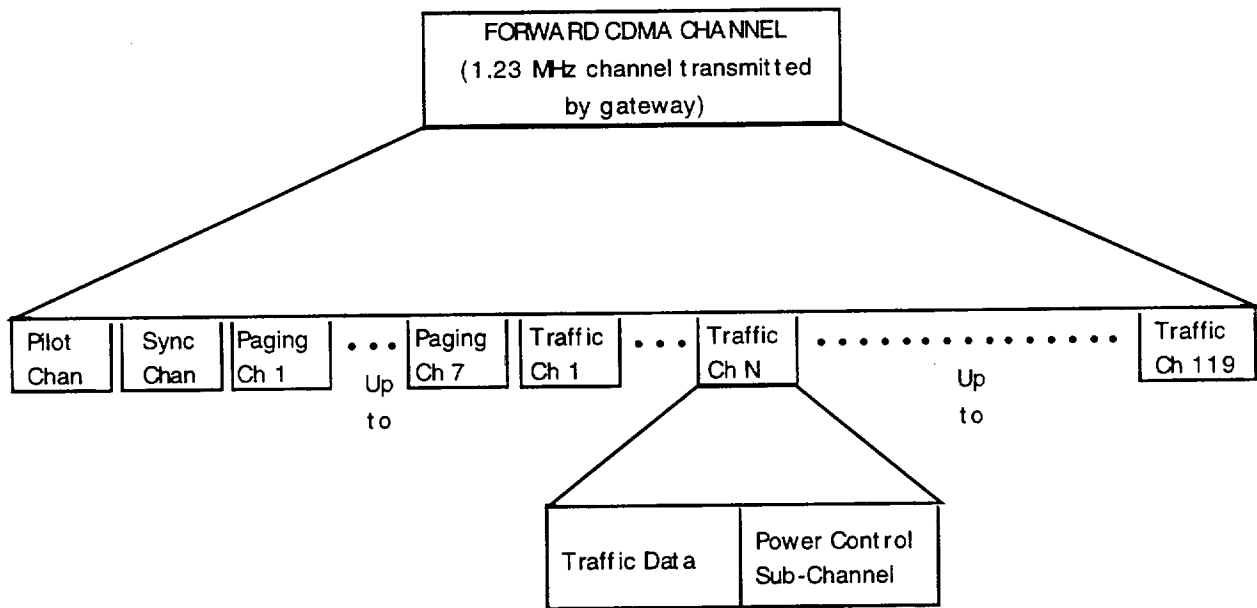 FORWARD CDMA CHANNEL
(1.23 MHz channel transmitted
by gateway)
Pilot
Chan
Sync
Chan
Paging
Ch 1
• • •
Up
to
Paging
Ch 7
Traffic
Ch 1
• • •
Traffic
Ch N
• • • • • • • • • • • • • • •
Up
to
Traffic
Ch 119
Traffic Data
Power Control
Sub-Channel